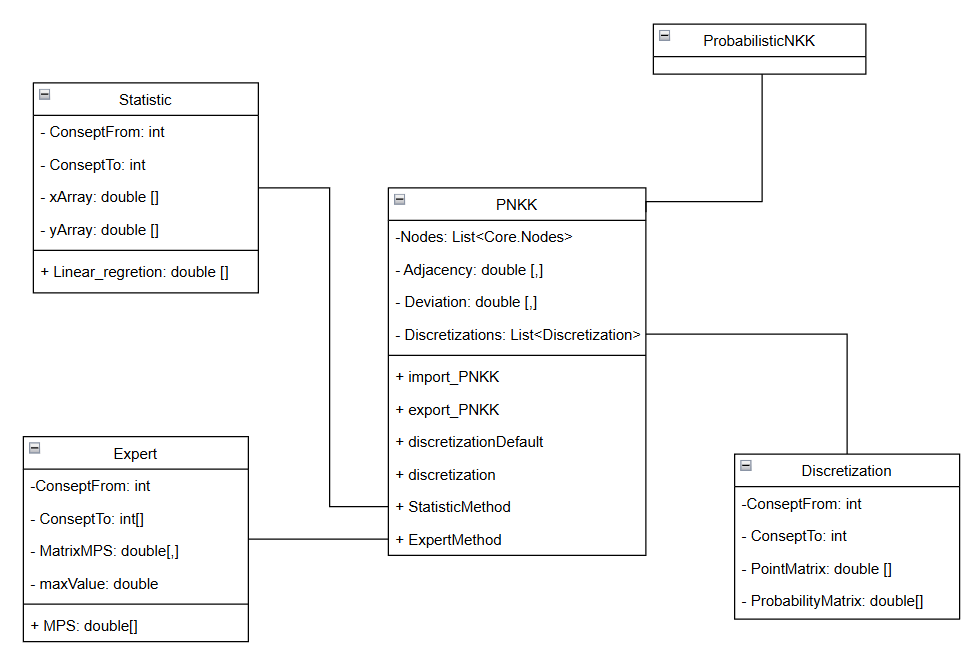 ProbabilisticNKK
Statistic
- ConseptFrom: int
- ConseptTo: int
- xArray: double []
- yArray: double []
+ Linear_regretion: double []
PNKK
-Nodes: List<Core.Nodes>
- Adjacency: double [,]
- Deviation: double [,]
- Discretizations: List<Discretization>
+ import_PNKK
+ export_PNKK
+ discretizationDefault
+ discretization
+ StatisticMethod
+ ExpertMethod
Expert
-ConseptFrom: int
- ConseptTo: int[]
- MatrixMPS: double[,]
- maxValue: double
+ MPS: double[]
Discretization
-ConseptFrom: int
- ConseptTo: int
- PointMatrix: double []
- ProbabilityMatrix: double[]